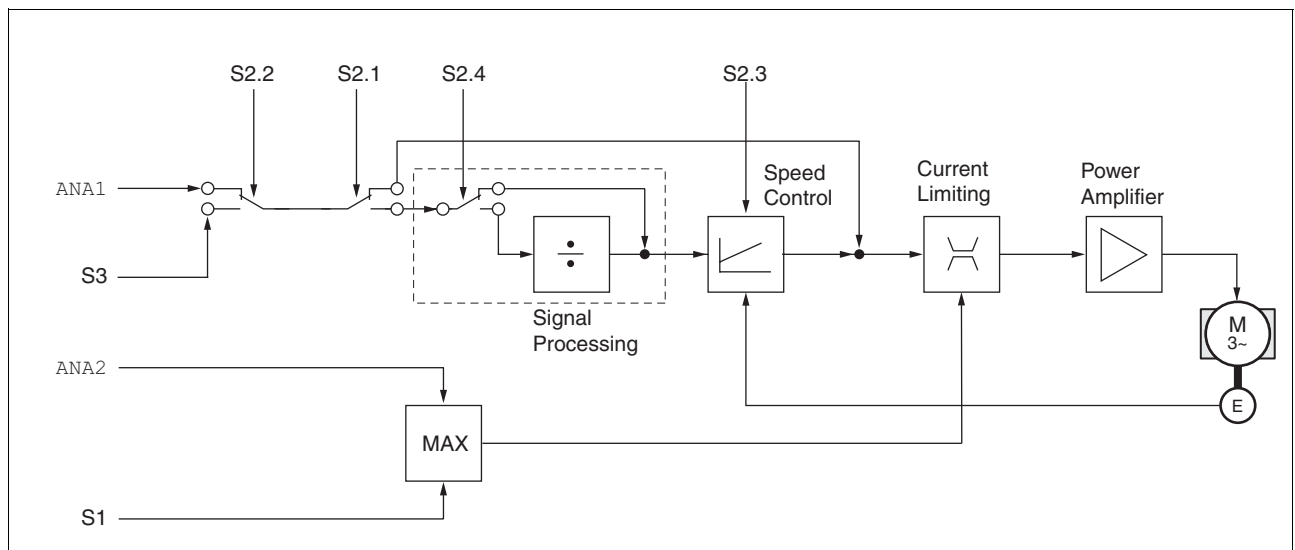 S2.2
S2.1
S2.4
S2.3
ANA1
Speed
Control
Current
Limiting
Power
Amplifier
S3
÷
Signal
Processing
M
3~
ANA2
E
MAX
S1